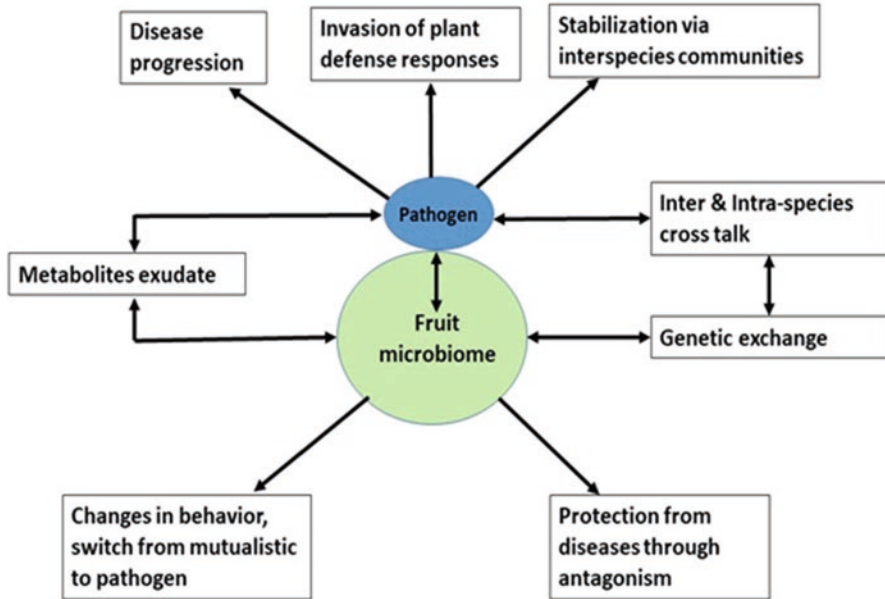 Disease
progression
Invasion of plant
defense responses
Stabilization via
interspecies communities
Pathogen
Inter & Intra-species
cross talk
Metabolites exudate
Fruit
microbiome
Genetic exchange
Changes in behavior,
switch from mutualistic
to pathogen
Protection from
diseases through
antagonism